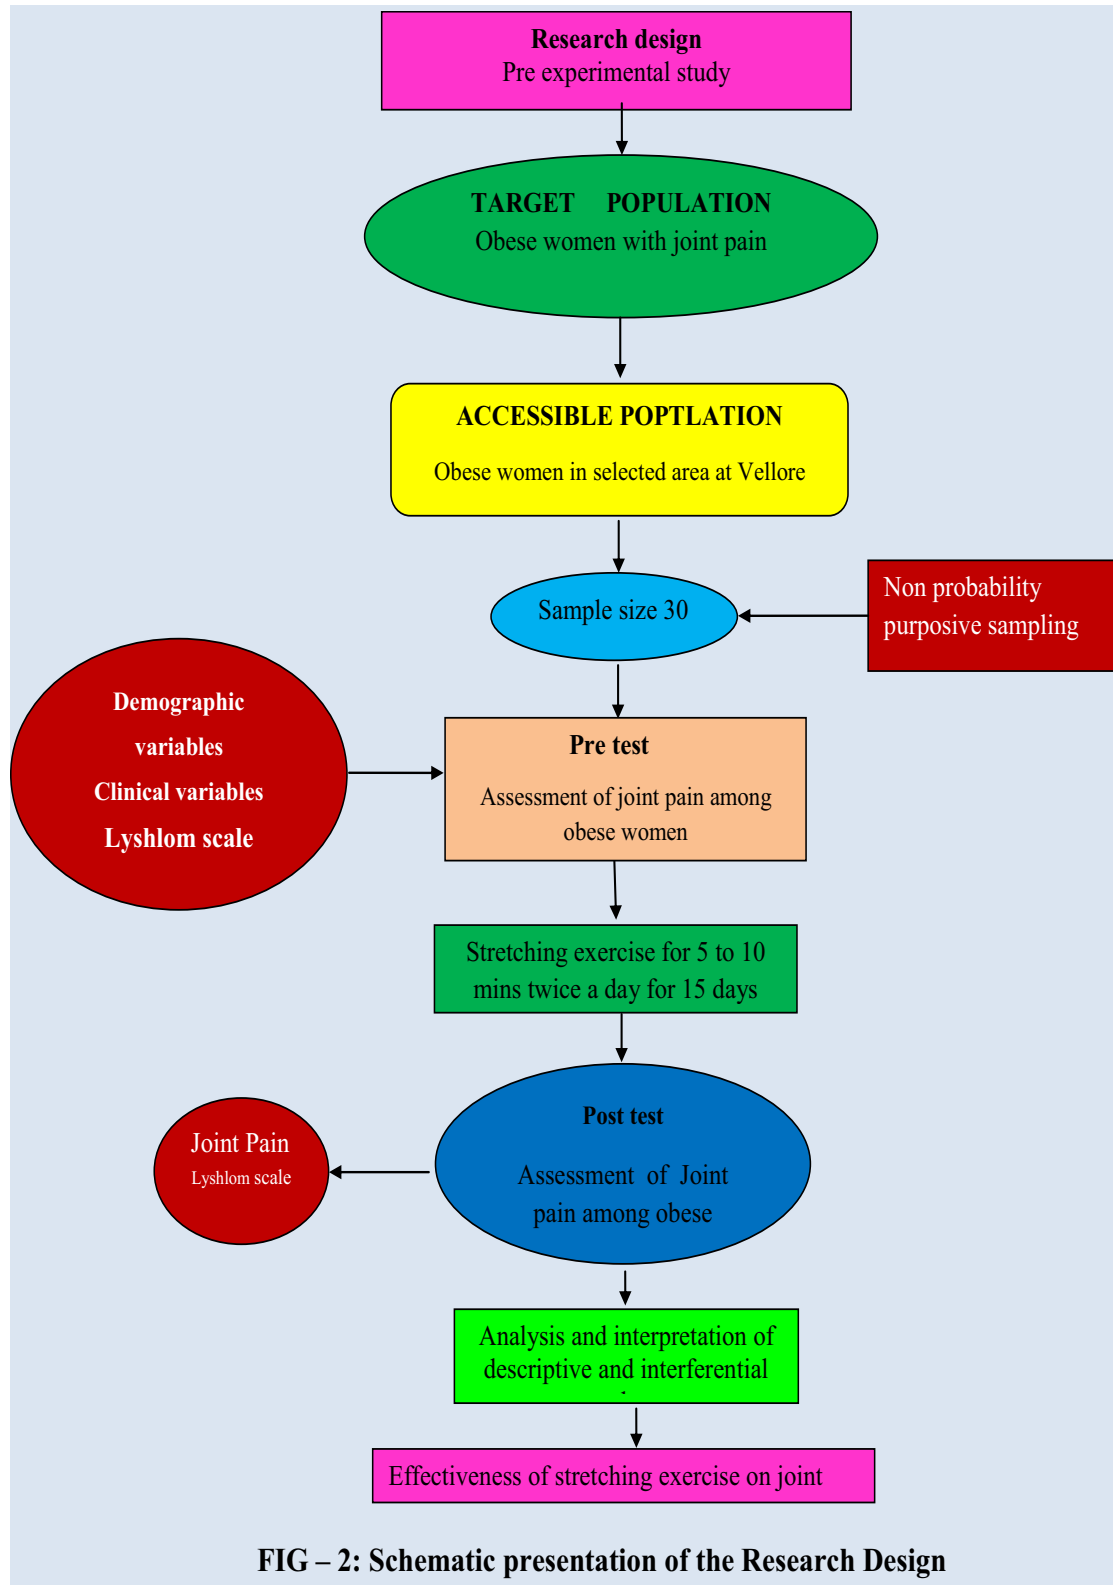 Research design
Pre experimental study
TARGET POPULATION
Obese women with joint pain
ACCESSIBLE POPTLATION
Obese women in selected area at Vellore
Sample size 30
Non probability
purposive sampling
Demographic
variables
Clinical variables
Lyshlom scale
Pre test
Assessment of joint pain among
obese women
Stretching exercise for 5 to 10
mins twice a day for 15 days
Post test
Assessment of Joint
pain among obese
Joint Pain
Lyshlom scale
Analysis and interpretation of
descriptive and interferential
Effectiveness of stretching exercise on joint
FIG – 2: Schematic presentation of the Research Design